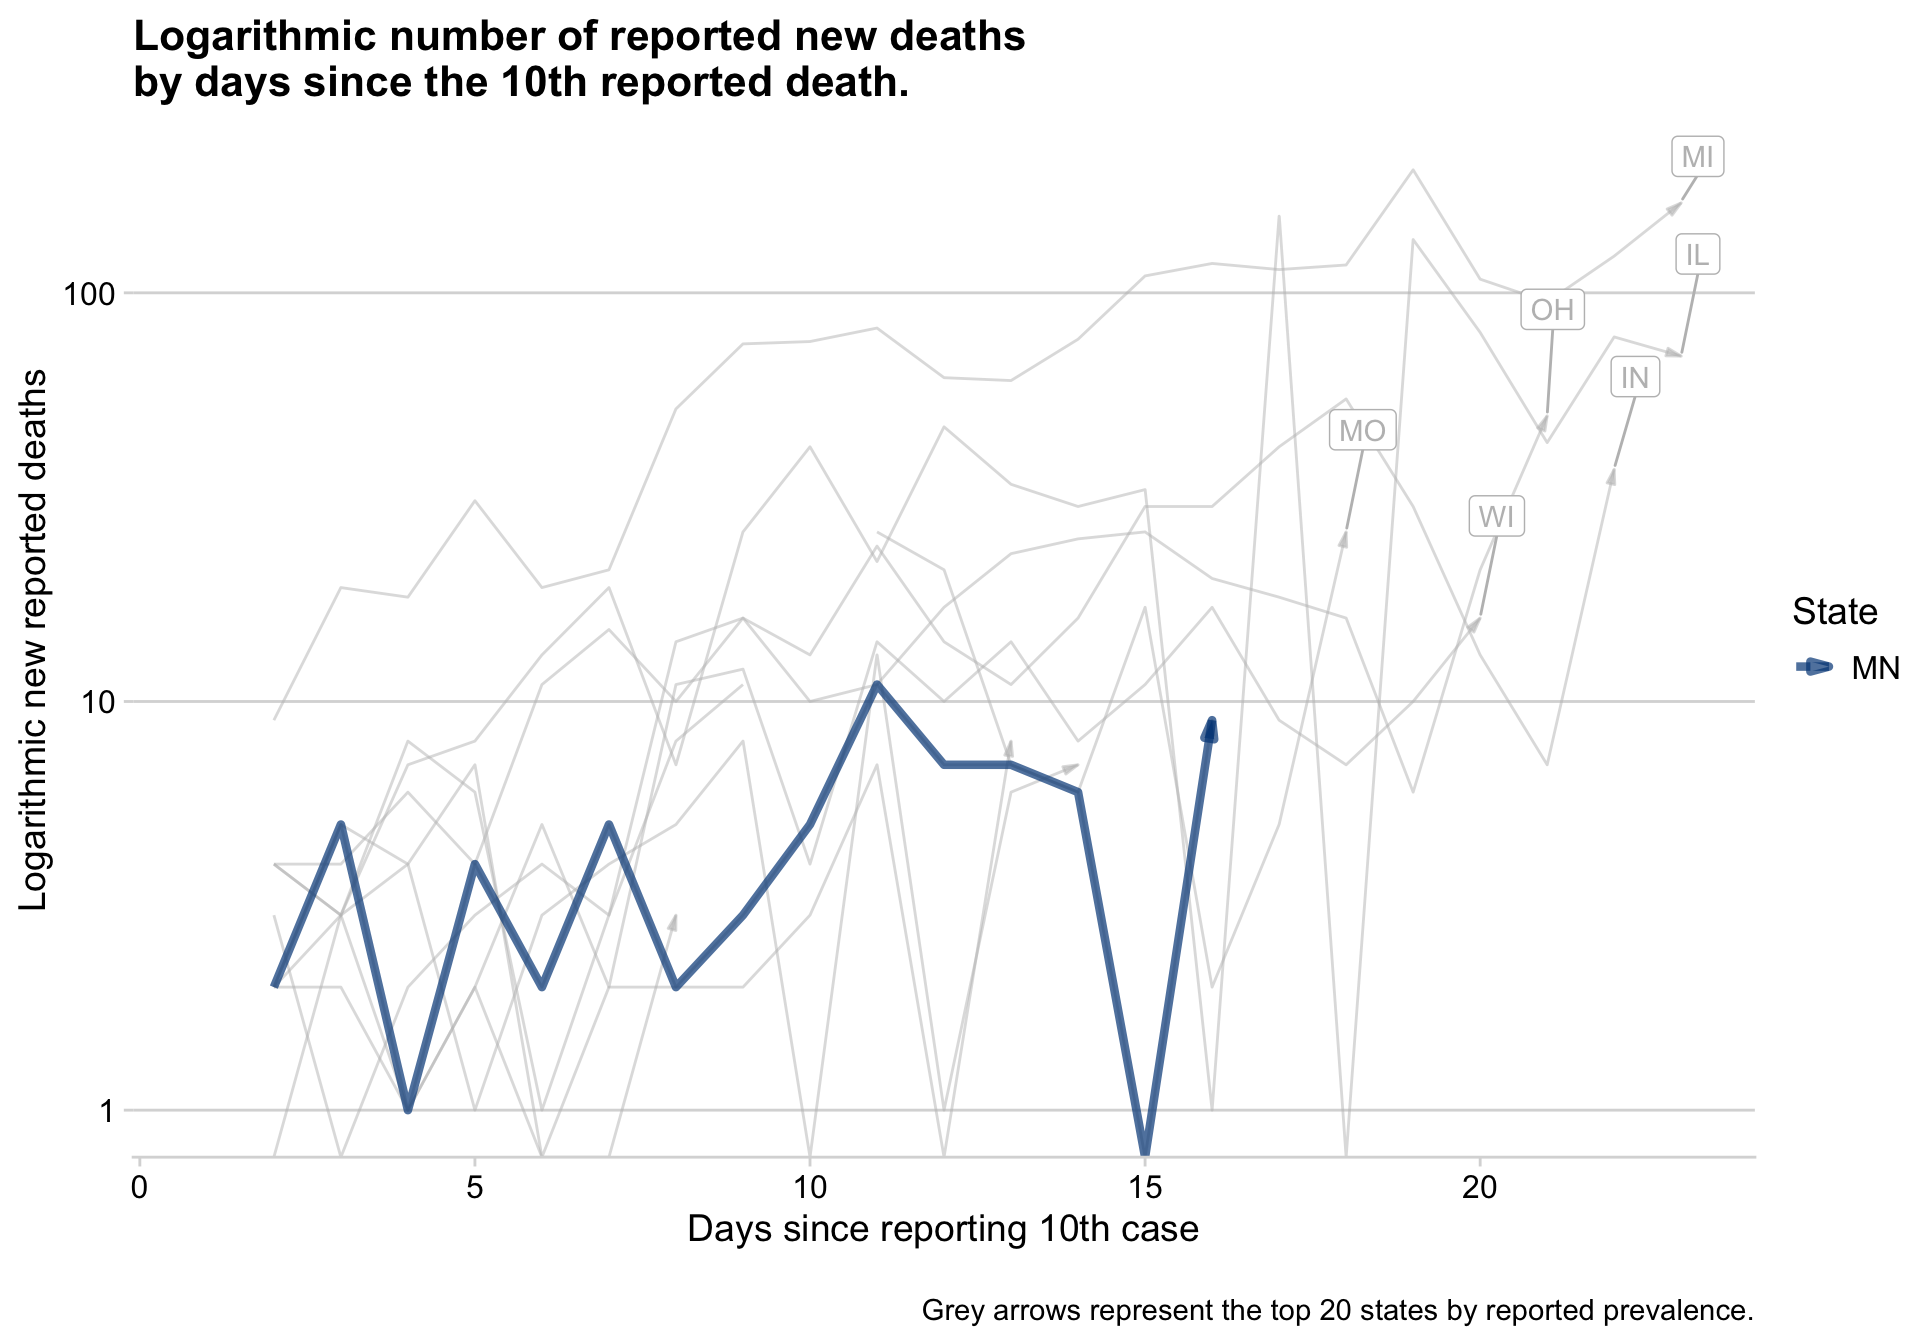 Logarithmic number of reported new deaths
by days since the 10th reported death.
MI
IL
100
OH
IN
MO
WI
Logarithmic new reported deaths
State
MN
10
1
0 5 10 15 20
Days since reporting 10th case
Grey arrows represent the top 20 states by reported prevalence.